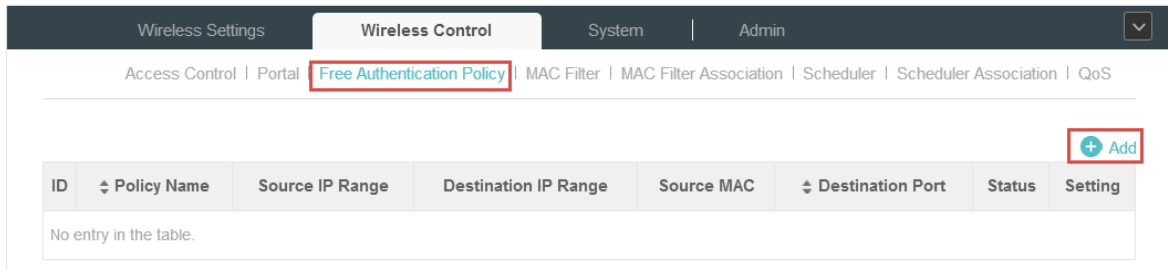 Wireless Settings Wireless Control System | Admin
Access Control | Portal | Free Authentication Policy | MAC Filter | MAC Filter Association | Scheduler | Scheduler Association | QoS
Add
ID Policy Name Source IP Range Destination IP Range Source MAC Destination Port Status Setting
No entry in the table.